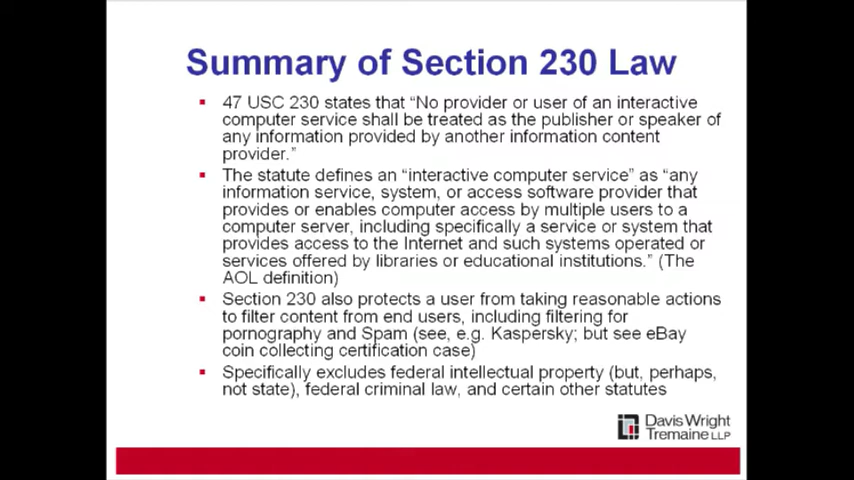 Summary of Section 230 Law
47 USC 230 states that “No provider or user of an interactive
computer service shall be treated as the publisher or speaker of
any information provided by another information content
provider.”
The statute defines an “interactive computer service” as “any
information service, system, or access software provider that
provides or enables computer access by multiple users to a
computer server, including specifically a service or system that
provides access to the Internet and such systems operated or
services offered by libraries or educational institutions.” (The
AOL definition)
Section 230 also protects a user from taking reasonable actions
to filter content from end users, including filtering for
pornography and Spam (see, e.g. Kaspersky; but see eBay
coin collecting certification case)
Specifically excludes federal intellectual property (but, perhaps,
not state), federal criminal law, and certain other statutes
Davis Wright
Tremaine LLP